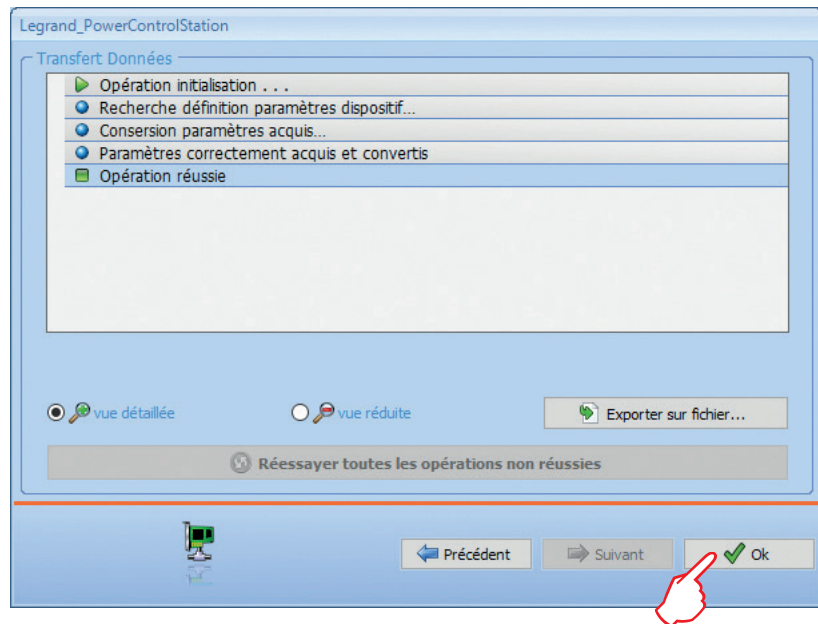 Legrand_PowerControlStation
Transfert Données
Opération initialisation . . .
Recherche définition paramètres dispositif...
Consersion paramètres acquis...
Paramètres correctement acquis et convertis
Opération réussie
vue détaillée
vue réduite
Exporter sur fichier...
Réessayer toutes les opérations non réussies
Précédent
Suivant
Ok